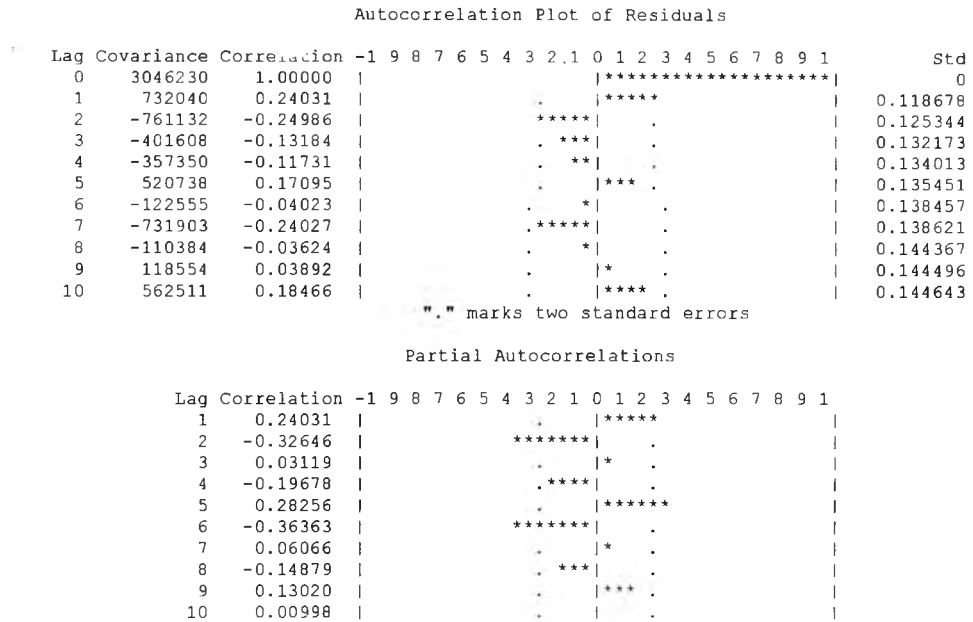 Autocorrelation Plot of Residuals
Lag Covariance Correlation -1 9 8 7 6 5 4 3 2 1 0 1 2 3 4 5 6 7 8 9 1 Std
0 3046230 1.00000 | |********************| 0
1 732040 0.24031 | . |***** | 0.118678
2 -761132 -0.24986 | *****| . | 0.125344
3 -401608 -0.13184 | . ***| . | 0.132173
4 -357350 -0.11731 | . **| . | 0.134013
5 520738 0.17095 | . |*** . | 0.135451
6 -122555 -0.04023 | . *| . | 0.138457
7 -731903 -0.24027 | .*****| . | 0.138621
8 -110384 -0.03624 | . *| . | 0.144367
9 118554 0.03892 | . |* . | 0.144496
10 562511 0.18466 | . |**** . | 0.144643
"." marks two standard errors
Partial Autocorrelations
Lag Correlation -1 9 8 7 6 5 4 3 2 1 0 1 2 3 4 5 6 7 8 9 1
1 0.24031 | . |***** |
2 -0.32646 | *******| . |
3 0.03119 | . |* . |
4 -0.19678 | .****| . |
5 0.28256 | . |****** |
6 -0.36363 | *******| . |
7 0.06066 | . |* . |
8 -0.14879 | . ***| . |
9 0.13020 | . |*** . |
10 0.00998 | . | . |